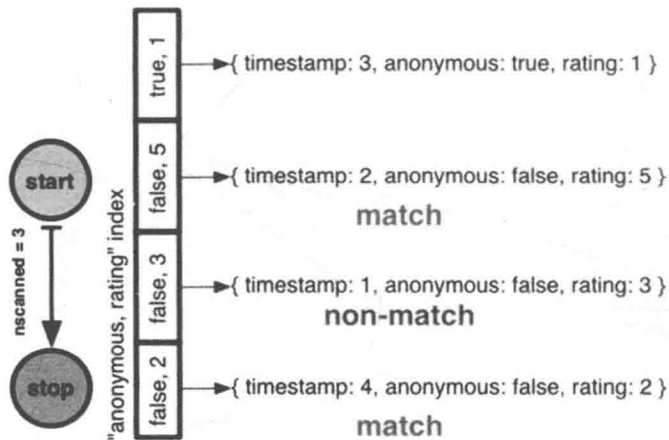 true, 1
{ timestamp: 3, anonymous: true, rating: 1 }
start
false, 5
{ timestamp: 2, anonymous: false, rating: 5 }
match
nscanned = 3
"anonymous, rating" index
false, 3
{ timestamp: 1, anonymous: false, rating: 3 }
non-match
stop
false, 2
{ timestamp: 4, anonymous: false, rating: 2 }
match